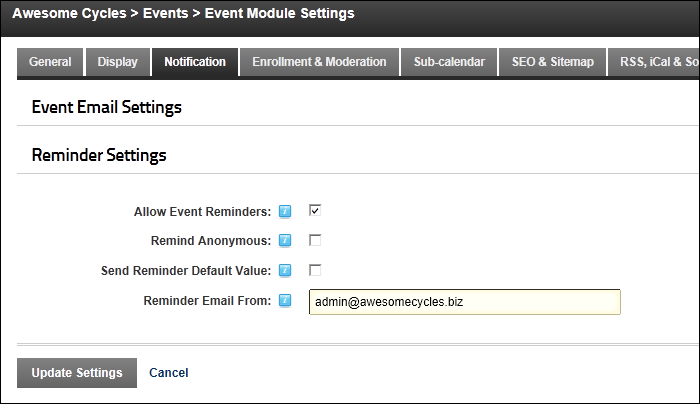 Awesome Cycles > Events > Event Module Settings
General Display Notification Enrollment & Moderation Sub-calendar SEO & Sitemap RSS, iCal & So
Event Email Settings
Reminder Settings
Allow Event Reminders:
Remind Anonymous:
Send Reminder Default Value:
Reminder Email From: admin@awesomecycles.biz
Update Settings Cancel